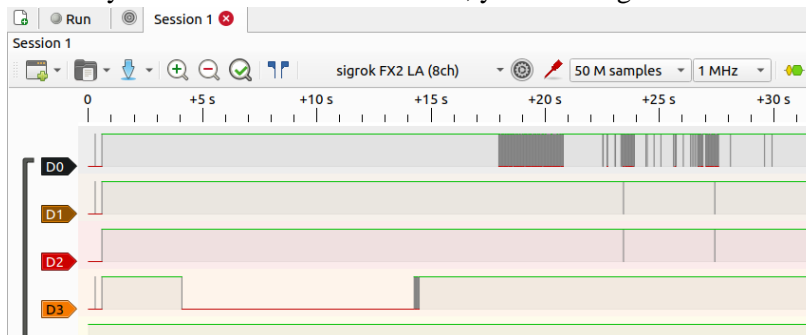 Run Session 1
Session 1
sigrok FX2 LA (8ch) 50 M samples 1 MHz
0 +5 s +10 s +15 s +20 s +25 s +30 s
D0
D1
D2
D3